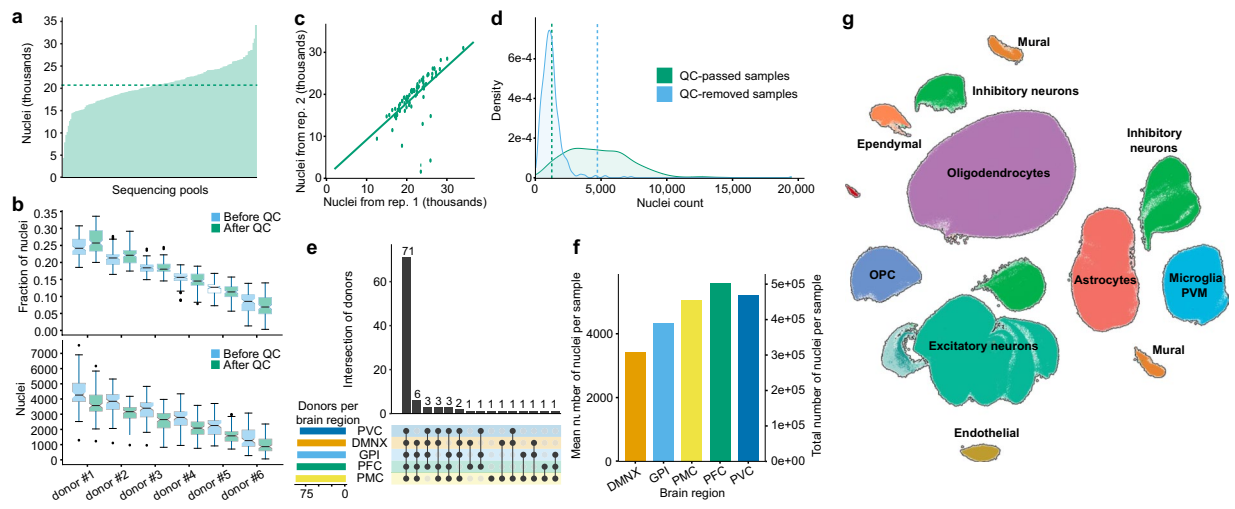 a
Nuclei (thousands)
35
30
25
20
15
10
5
0
Sequencing pools
b
Fraction of nuclei
0.35
0.30
0.25
0.20
0.15
0.10
0.05
0.00
Before QC
After QC
Nuclei
7000
6000
5000
4000
3000
2000
1000
0
Before QC
After QC
donor #1
donor #2
donor #3
donor #4
donor #5
donor #6
c
Nuclei from rep. 2 (thousands)
30
20
10
0
0 10 20 30
Nuclei from rep. 1 (thousands)
d
Density
6e-4
4e-4
2e-4
0
QC-passed samples
QC-removed samples
0 5,000 10,000 15,000 20,000
Nuclei count
e
Intersection of donors
60
40
20
0
71
6 3 3 3 2 1 1 1 1 1 1 1 1 1
Donors per
brain region
PVC
DMNX
GPI
PFC
PMC
75 0
f
Mean number of nuclei per sample
4000
2000
0
Total number of nuclei per sample
5e+05
4e+05
3e+05
2e+05
1e+05
0e+00
DMNX
GPI
PMC
PFC
PVC
Brain region
g
Mural
Inhibitory neurons
Ependymal
Oligodendrocytes
Inhibitory
neurons
OPC
Astrocytes
Microglia
PVM
Excitatory neurons
Mural
Endothelial